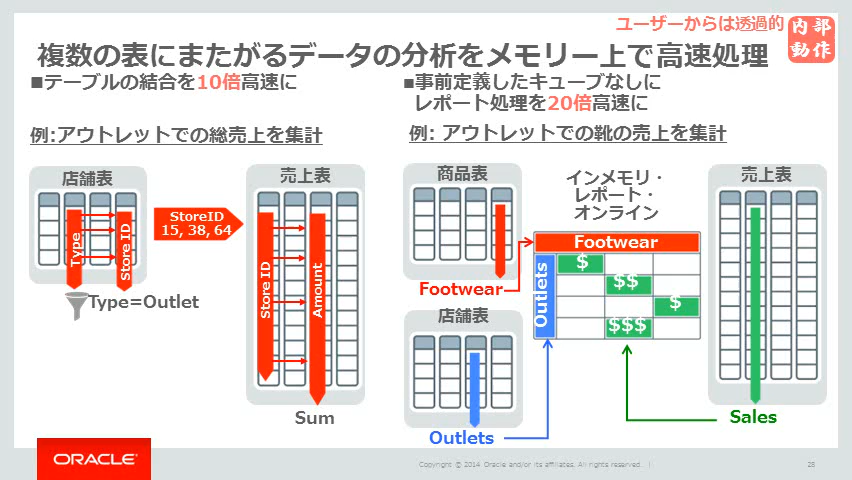 ユーザーからは透過的
内部
動作
複数の表にまたがるデータの分析をメモリー上で高速処理
■テーブルの結合を10倍高速に
例:アウトレットでの総売上を集計
店舗表
Type
Store ID
Type=Outlet
StoreID
15, 38, 64
売上表
Store ID
Amount
Sum
■事前定義したキューブなしに
レポート処理を20倍高速に
例: アウトレットでの靴の売上を集計
商品表
Footwear
店舗表
Outlets
インメモリ・
レポート・
オンライン
Footwear
Outlets
$
$$
$
$$$
売上表
Sales
ORACLE
Copyright © 2014 Oracle and/or its affiliates. All rights reserved. |
28